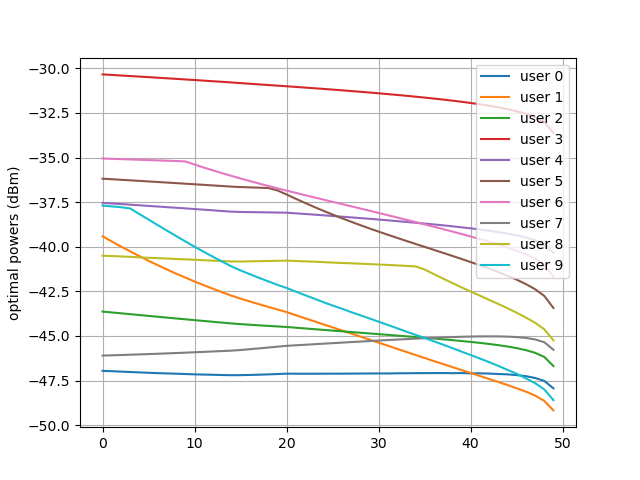 −30.0
−32.5
−35.0
−37.5
−40.0
−42.5
−45.0
−47.5
−50.0
optimal powers (dBm)
0 10 20 30 40 50
user 0
user 1
user 2
user 3
user 4
user 5
user 6
user 7
user 8
user 9